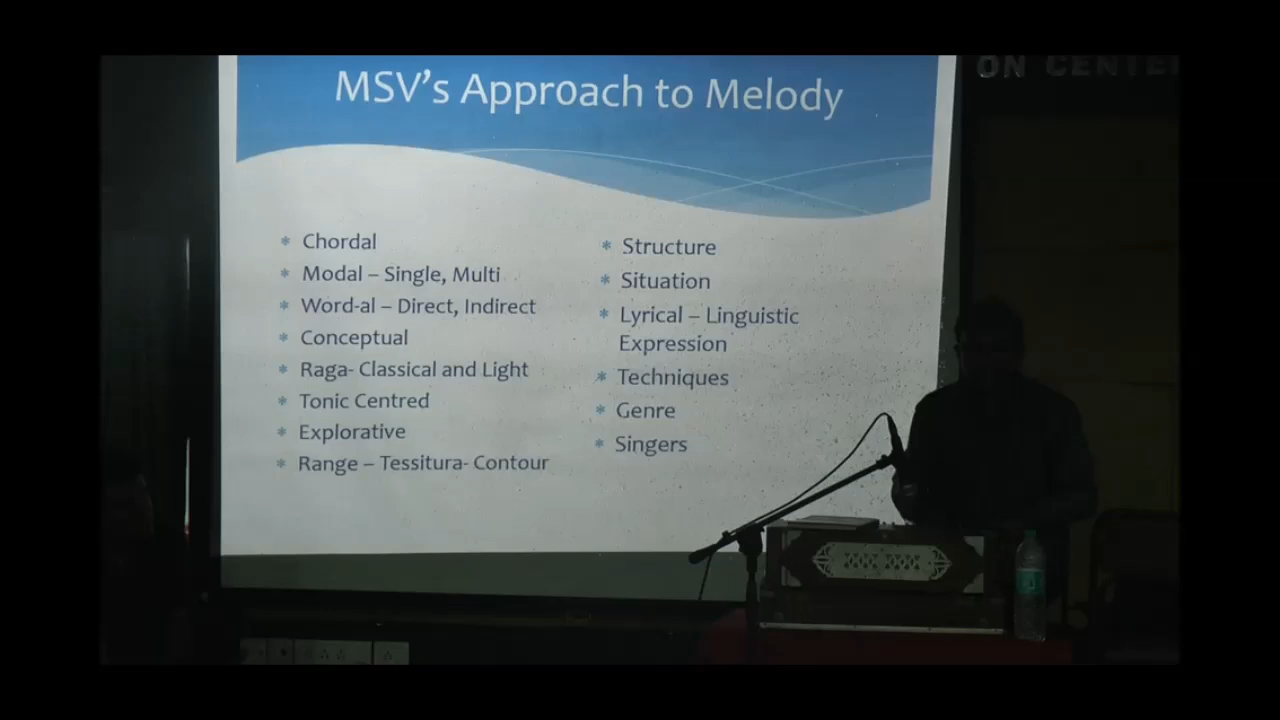 MSV's Approach to Melody
ON CENTER
Chordal
Modal – Single, Multi
Word-al – Direct, Indirect
Conceptual
Raga- Classical and Light
Tonic Centred
Explorative
Range – Tessitura- Contour
Structure
Situation
Lyrical – Linguistic
Expression
Techniques
Genre
Singers